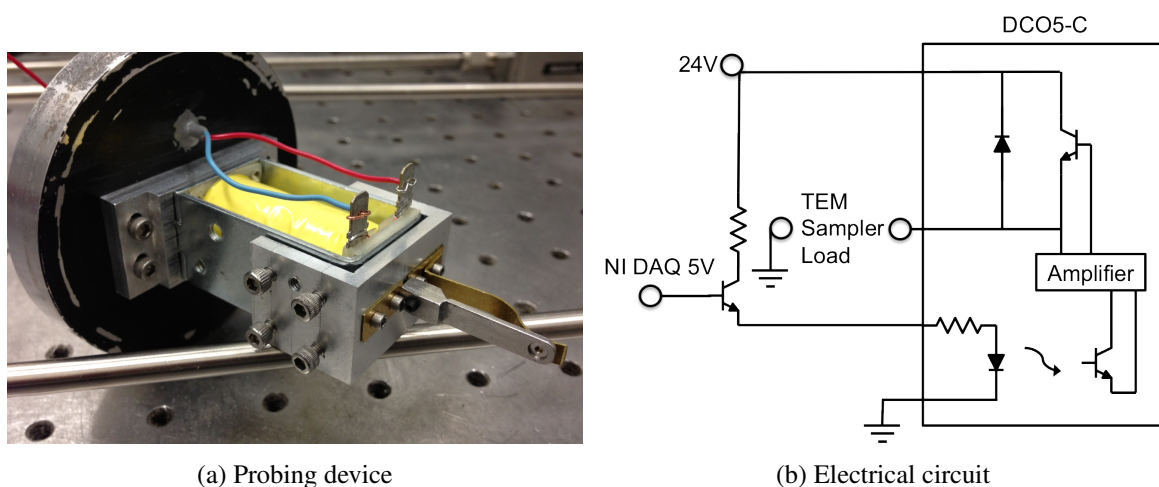 DCO5-C
24V
TEM
Sampler
Load
NI DAQ 5V
Amplifier
(a) Probing device
(b) Electrical circuit